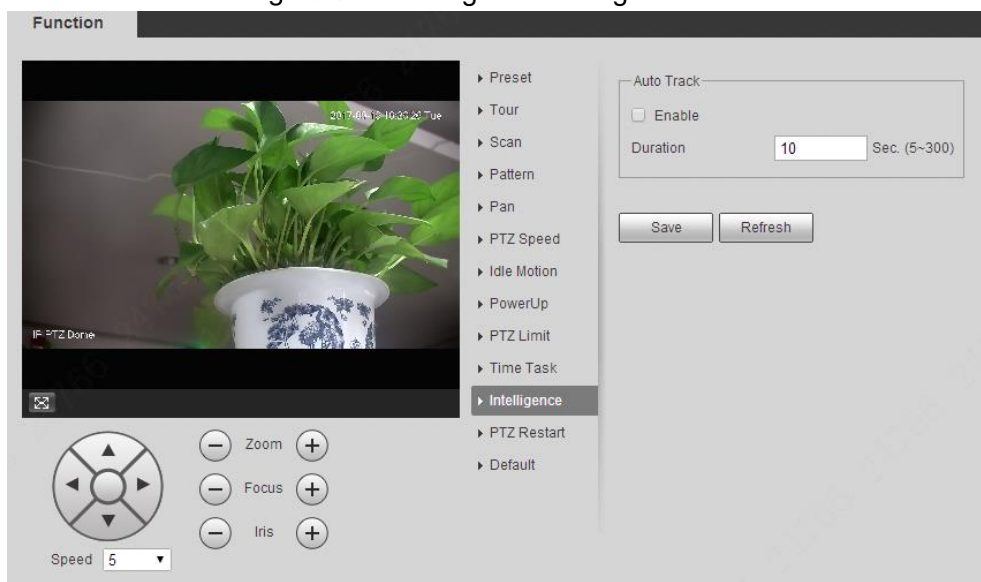 Function
IP PTZ Dome
Zoom
Focus
Iris
Speed 5
Preset
Tour
Scan
Pattern
Pan
PTZ Speed
Idle Motion
PowerUp
PTZ Limit
Time Task
Intelligence
PTZ Restart
Default
Auto Track
Enable
Duration 10 Sec. (5~300)
Save Refresh